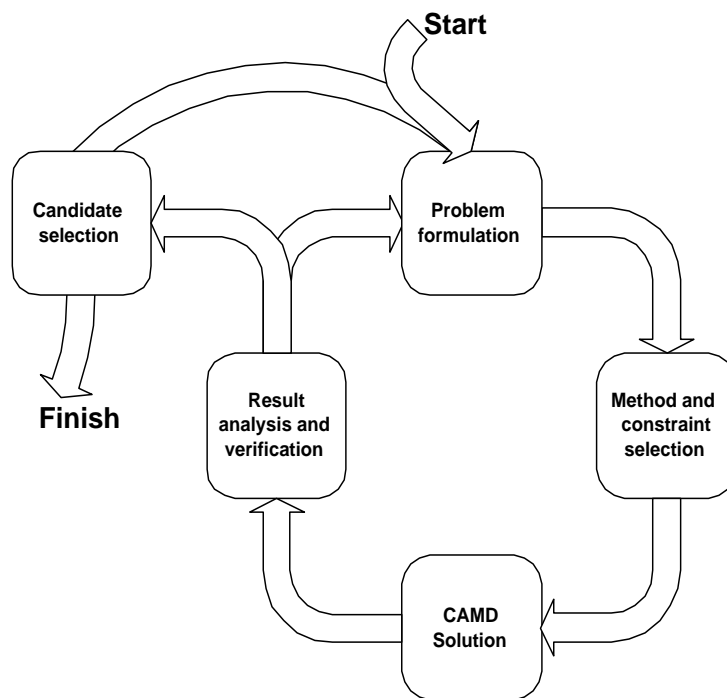 Start
Candidate
selection
Problem
formulation
Finish
Result
analysis and
verification
Method and
constraint
selection
CAMD
Solution